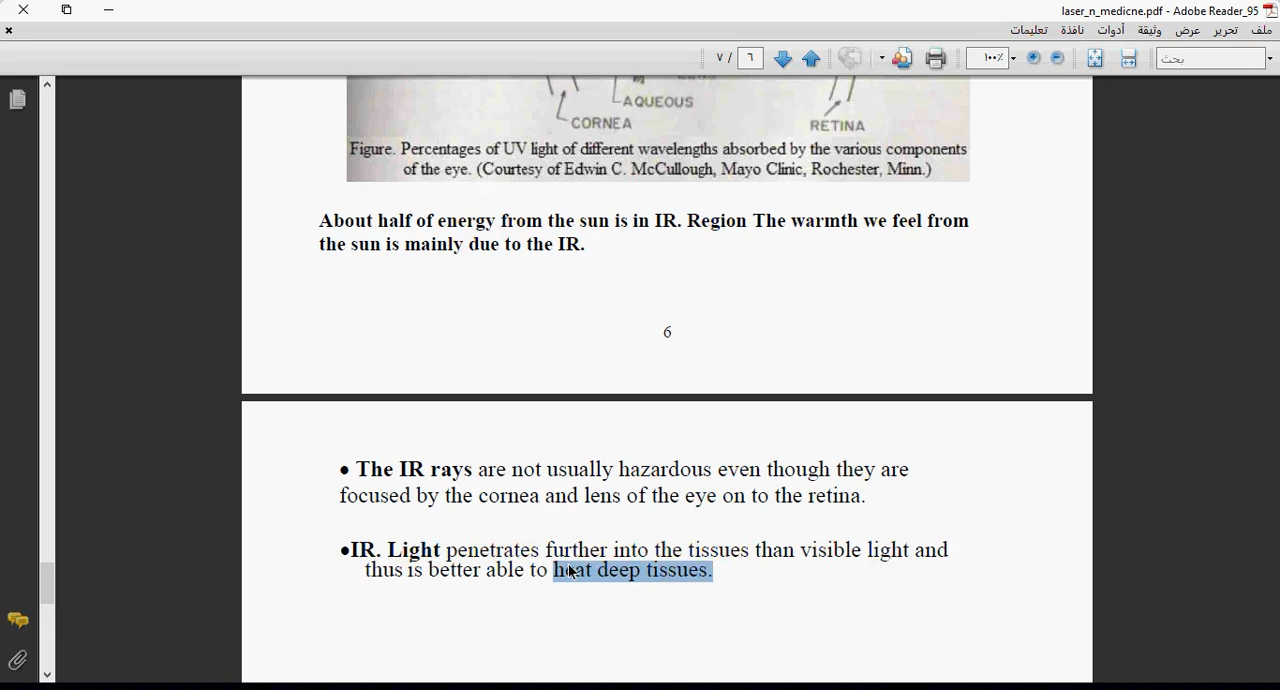 laser_n_medicne.pdf - Adobe Reader_95
ملف تحرير عرض وثيقة أدوات نافذة تعليمات
٦ / ٧
١٠٠٪
بحث
AQUEOUS
CORNEA
RETINA
Figure. Percentages of UV light of different wavelengths absorbed by the various components
of the eye. (Courtesy of Edwin C. McCullough, Mayo Clinic, Rochester, Minn.)
About half of energy from the sun is in IR. Region The warmth we feel from
the sun is mainly due to the IR.
6
• The IR rays are not usually hazardous even though they are
focused by the cornea and lens of the eye on to the retina.
•IR. Light penetrates further into the tissues than visible light and
thus is better able to heat deep tissues.